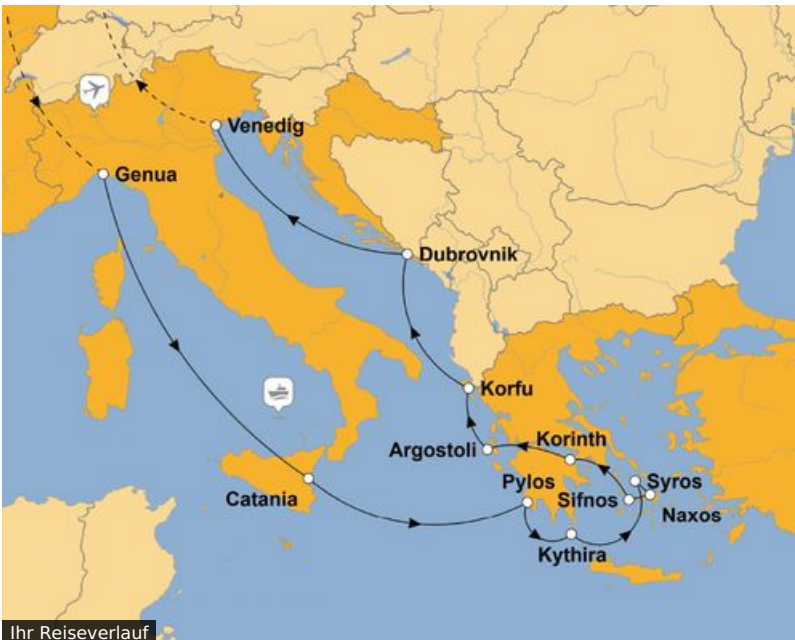 Venedig
Genua
Dubrovnik
Korfu
Argostoli
Korinth
Pylos
Syros
Sifnos
Catania
Naxos
Kythira
Ihr Reiseverlauf